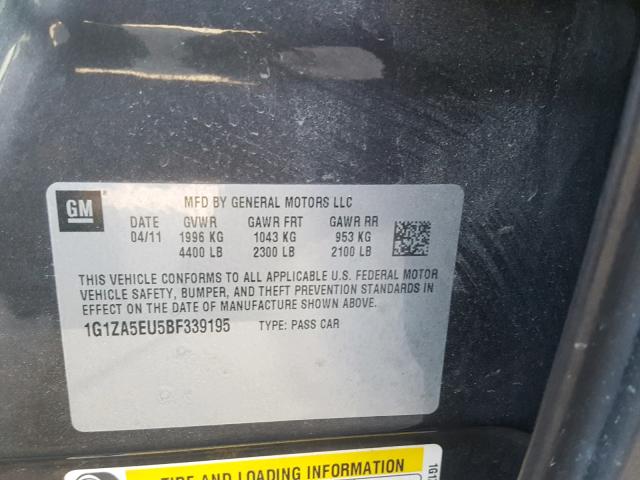 GM
MFD BY GENERAL MOTORS LLC
DATE GVWR GAWR FRT GAWR RR
04/11 1996 KG 1043 KG 953 KG
4400 LB 2300 LB 2100 LB
THIS VEHICLE CONFORMS TO ALL APPLICABLE U.S. FEDERAL MOTOR
VEHICLE SAFETY, BUMPER, AND THEFT PREVENTION STANDARDS IN
EFFECT ON THE DATE OF MANUFACTURE SHOWN ABOVE.
1G1ZA5EU5BF339195 TYPE: PASS CAR
TIRE AND LOADING INFORMATION
1G1